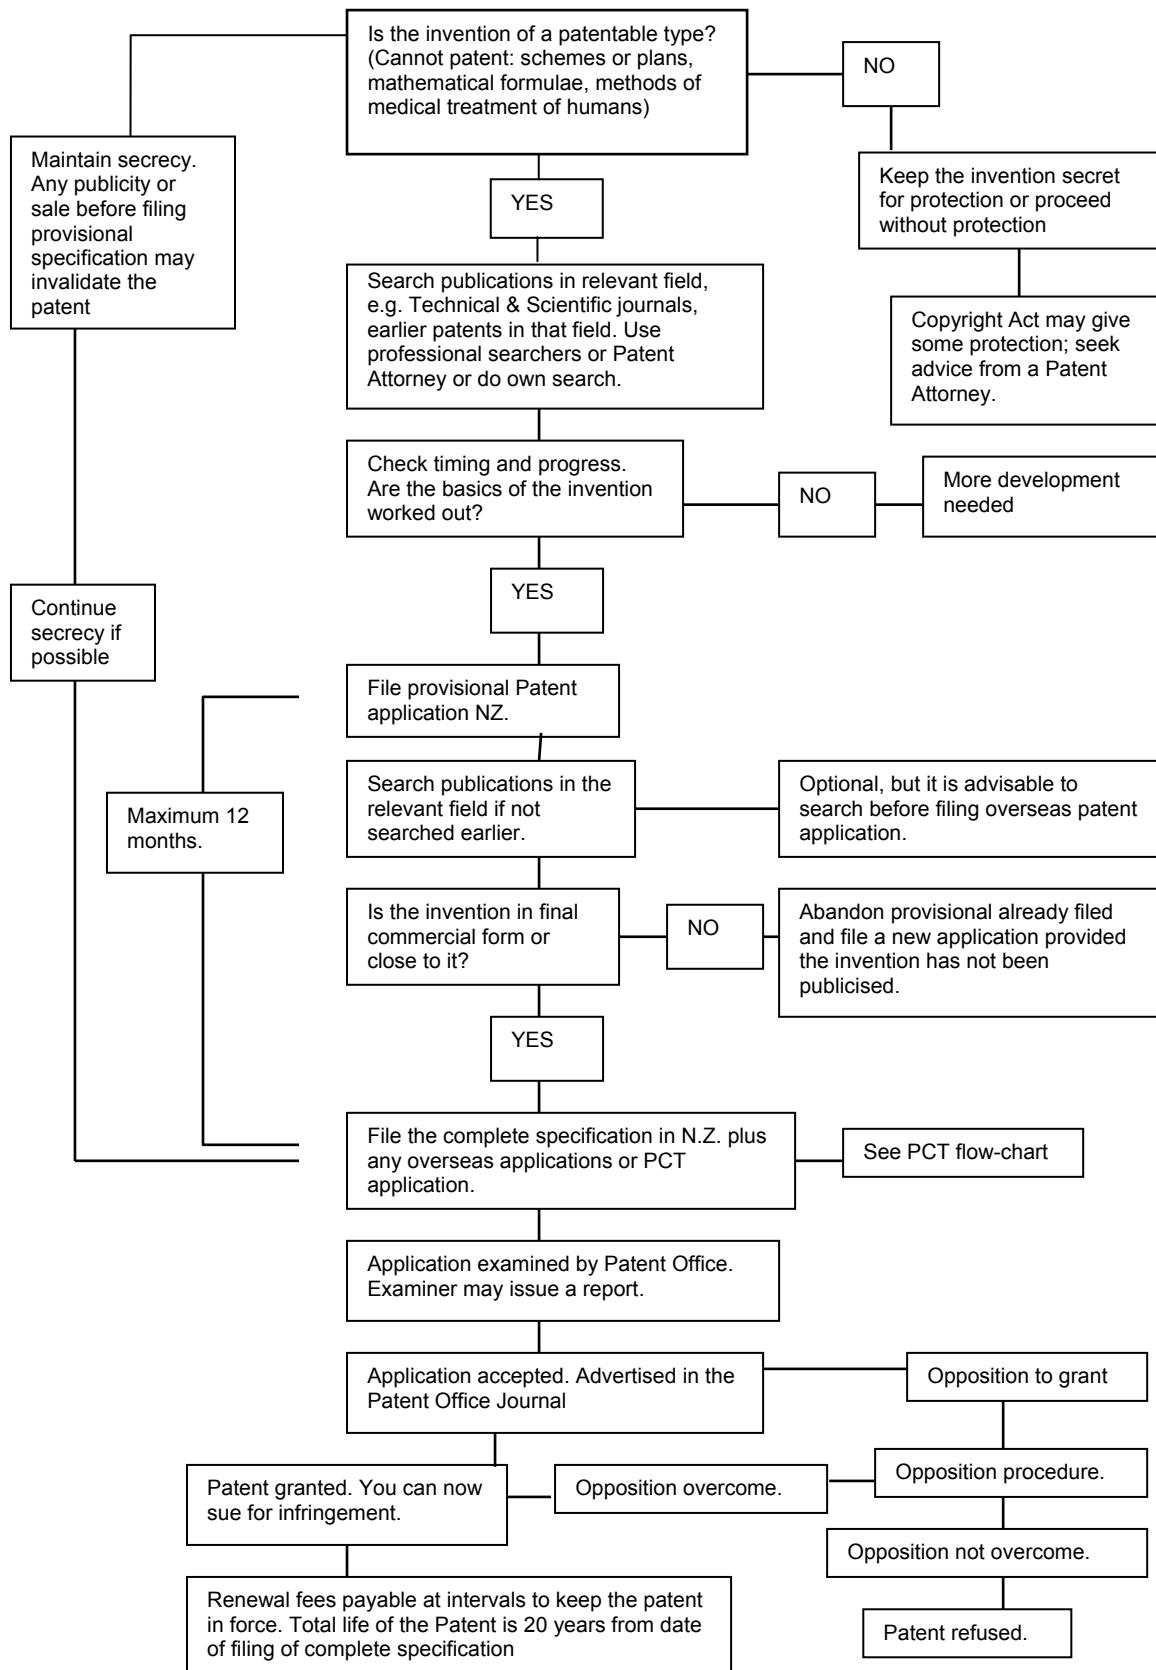 Is the invention of a patentable type?
(Cannot patent: schemes or plans,
mathematical formulae, methods of
medical treatment of humans)
NO
Maintain secrecy.
Any publicity or
sale before filing
provisional
specification may
invalidate the
patent
YES
Keep the invention secret
for protection or proceed
without protection
Search publications in relevant field,
e.g. Technical & Scientific journals,
earlier patents in that field. Use
professional searchers or Patent
Attorney or do own search.
Copyright Act may give
some protection; seek
advice from a Patent
Attorney.
Check timing and progress.
Are the basics of the invention
worked out?
NO
More development
needed
YES
Continue
secrecy if
possible
File provisional Patent
application NZ.
Maximum 12
months.
Search publications in the
relevant field if not
searched earlier.
Optional, but it is advisable to
search before filing overseas patent
application.
Is the invention in final
commercial form or
close to it?
NO
Abandon provisional already filed
and file a new application provided
the invention has not been
publicised.
YES
File the complete specification in N.Z. plus
any overseas applications or PCT
application.
See PCT flow-chart
Application examined by Patent Office.
Examiner may issue a report.
Application accepted. Advertised in the
Patent Office Journal
Opposition to grant
Patent granted. You can now
sue for infringement.
Opposition overcome.
Opposition procedure.
Opposition not overcome.
Renewal fees payable at intervals to keep the patent
in force. Total life of the Patent is 20 years from date
of filing of complete specification
Patent refused.